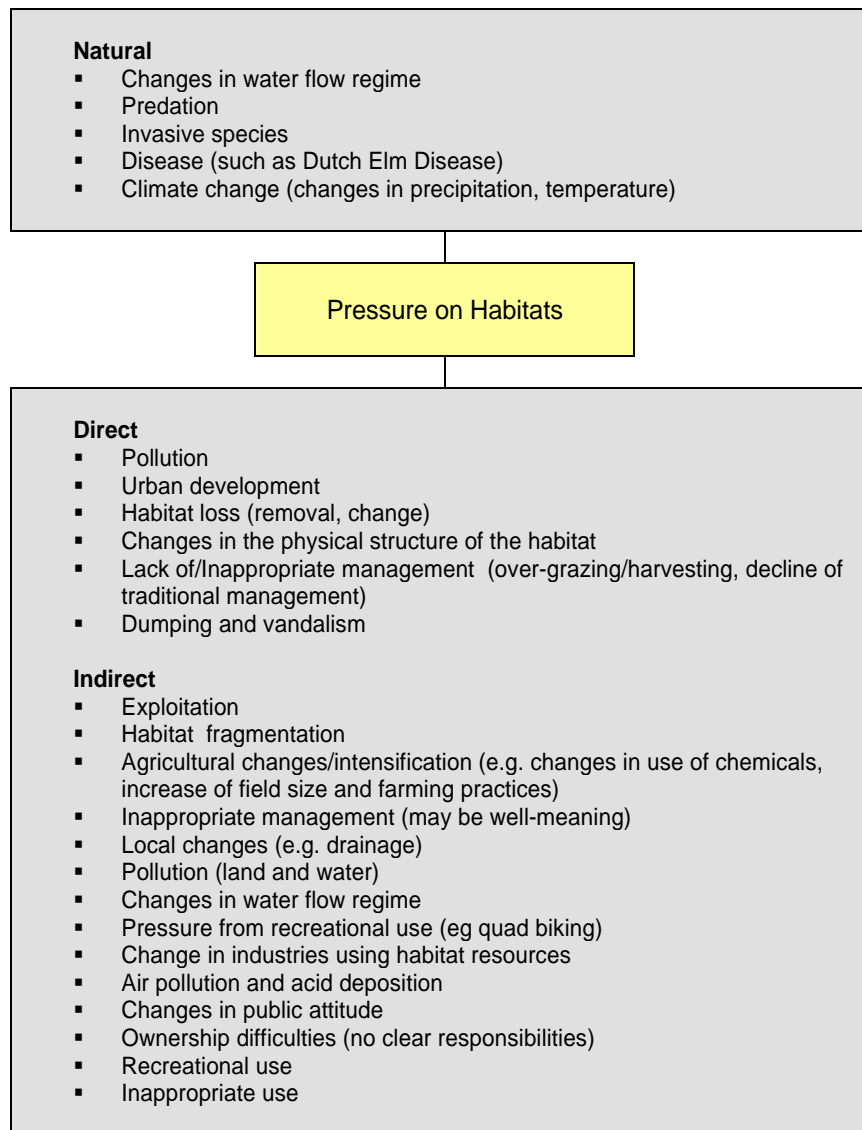 Natural
▪ Changes in water flow regime
▪ Predation
▪ Invasive species
▪ Disease (such as Dutch Elm Disease)
▪ Climate change (changes in precipitation, temperature)
Pressure on Habitats
Direct
▪ Pollution
▪ Urban development
▪ Habitat loss (removal, change)
▪ Changes in the physical structure of the habitat
▪ Lack of/Inappropriate management (over-grazing/harvesting, decline of
traditional management)
▪ Dumping and vandalism
Indirect
▪ Exploitation
▪ Habitat fragmentation
▪ Agricultural changes/intensification (e.g. changes in use of chemicals,
increase of field size and farming practices)
▪ Inappropriate management (may be well-meaning)
▪ Local changes (e.g. drainage)
▪ Pollution (land and water)
▪ Changes in water flow regime
▪ Pressure from recreational use (eg quad biking)
▪ Change in industries using habitat resources
▪ Air pollution and acid deposition
▪ Changes in public attitude
▪ Ownership difficulties (no clear responsibilities)
▪ Recreational use
▪ Inappropriate use